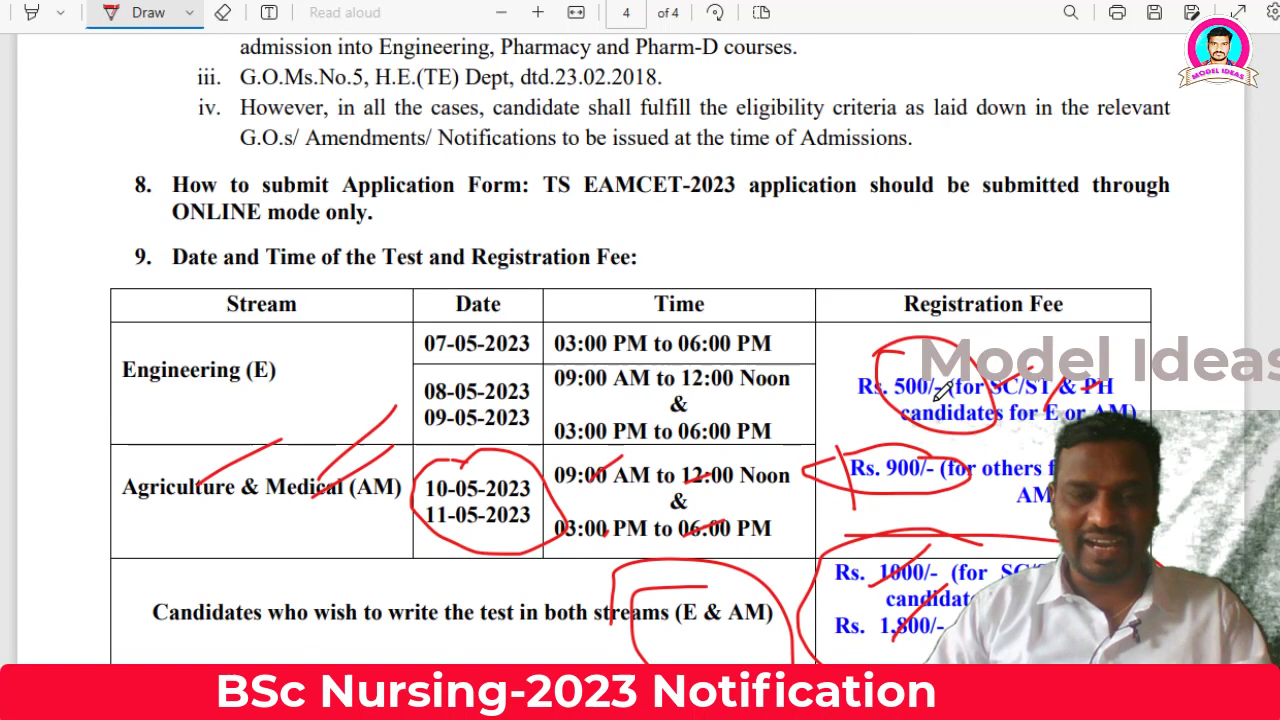 Draw
Read aloud
4 of 4
admission into Engineering, Pharmacy and Pharm-D courses.
iii. G.O.Ms.No.5, H.E.(TE) Dept, dtd.23.02.2018.
iv. However, in all the cases, candidate shall fulfill the eligibility criteria as laid down in the relevant
G.O.s/ Amendments/ Notifications to be issued at the time of Admissions.
MODEL IDEAS
8. How to submit Application Form: TS EAMCET-2023 application should be submitted through
ONLINE mode only.
9. Date and Time of the Test and Registration Fee:
Stream Date Time Registration Fee
Engineering (E)
07-05-2023 03:00 PM to 06:00 PM
08-05-2023
09-05-2023
09:00 AM to 12:00 Noon
&
03:00 PM to 06:00 PM
Model Ideas
Rs. 500/- (for SC/ST & PH
candidates for E or AM)
Rs. 900/- (for others f
AM
Agriculture & Medical (AM)
10-05-2023
11-05-2023
09:00 AM to 12:00 Noon
&
03:00 PM to 06:00 PM
Candidates who wish to write the test in both streams (E & AM)
Rs. 1000/- (for SC/
candidate
Rs. 1,800/-
BSc Nursing-2023 Notification